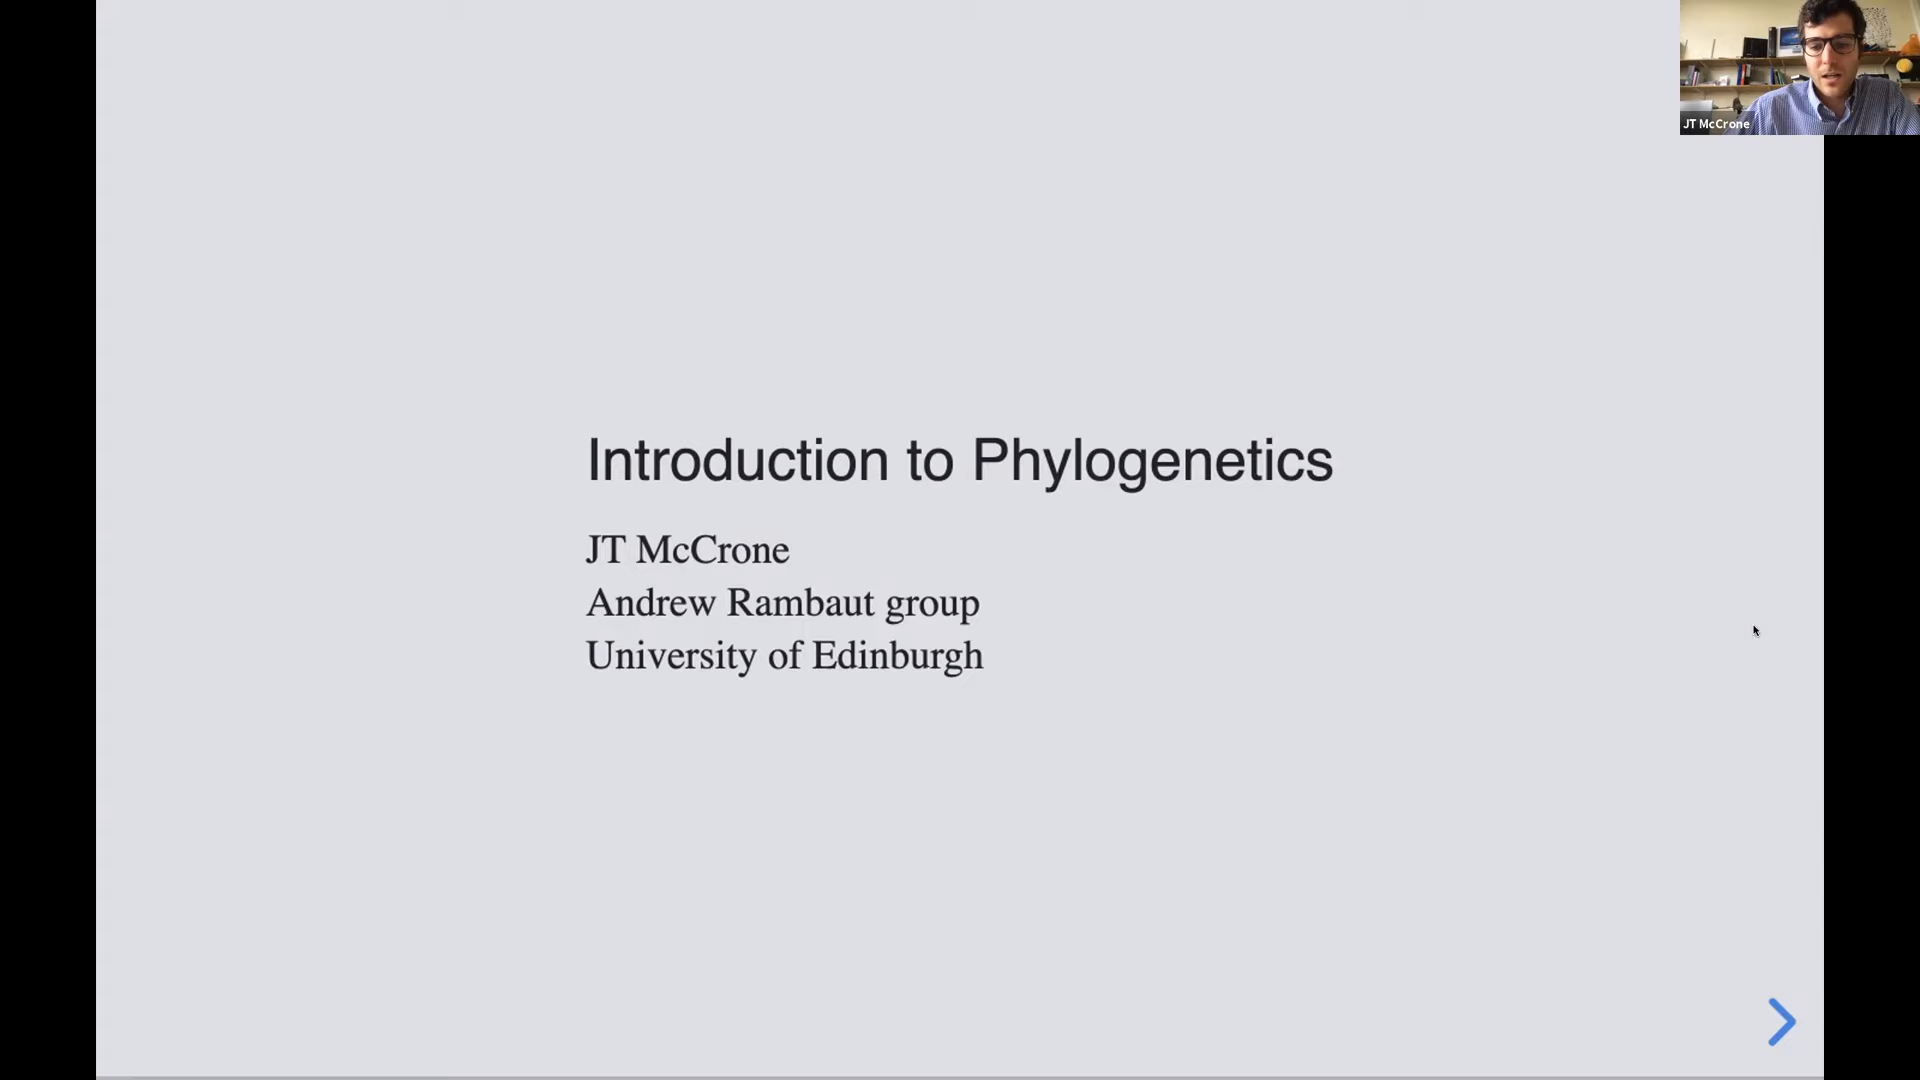 Introduction to Phylogenetics
JT McCrone
Andrew Rambaut group
University of Edinburgh
JT McCrone